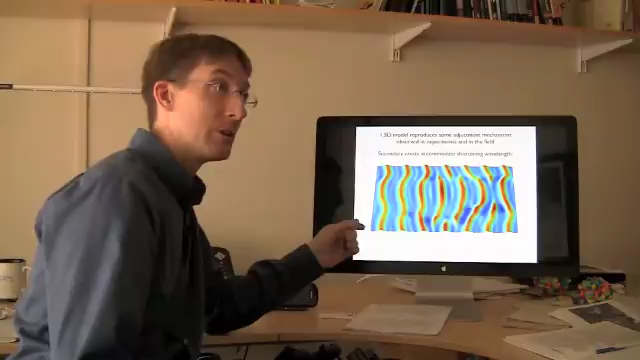 1.5D model reproduces some adjustment mechanisms
observed in experiments and in the field
Secondary crests accommodate shortening wavelength: